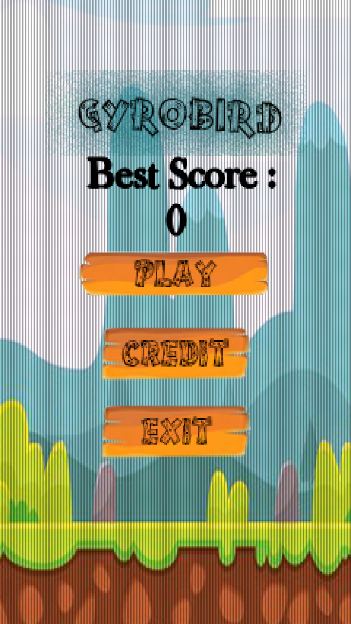 GYROBIRD
Best Score :
0
PLAY
CREDIT
EXIT